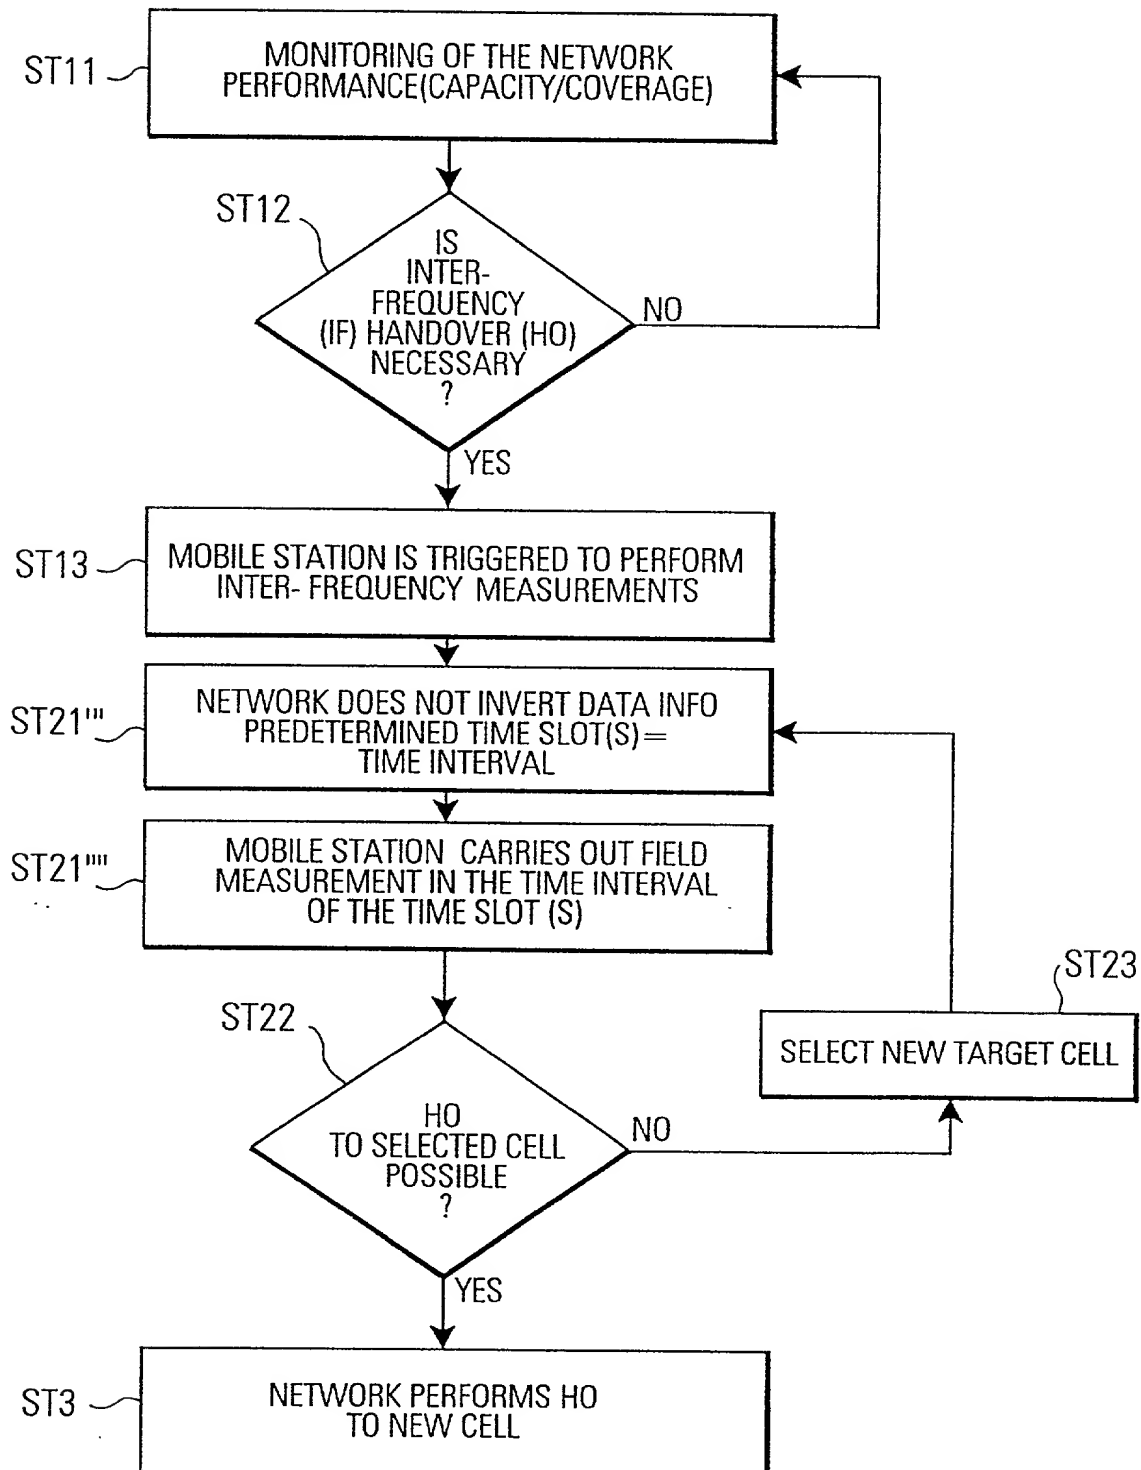 ST11
MONITORING OF THE NETWORK
PERFORMANCE(CAPACITY/COVERAGE)
ST12
IS
INTER-
FREQUENCY
(IF) HANDOVER (HO)
NECESSARY
?
NO
YES
ST13
MOBILE STATION IS TRIGGERED TO PERFORM
INTER- FREQUENCY MEASUREMENTS
ST21'''
NETWORK DOES NOT INVERT DATA INFO
PREDETERMINED TIME SLOT(S)=
TIME INTERVAL
ST21''''
MOBILE STATION CARRIES OUT FIELD
MEASUREMENT IN THE TIME INTERVAL
OF THE TIME SLOT (S)
ST22
HO
TO SELECTED CELL
POSSIBLE
?
NO
ST23
SELECT NEW TARGET CELL
YES
ST3
NETWORK PERFORMS HO
TO NEW CELL